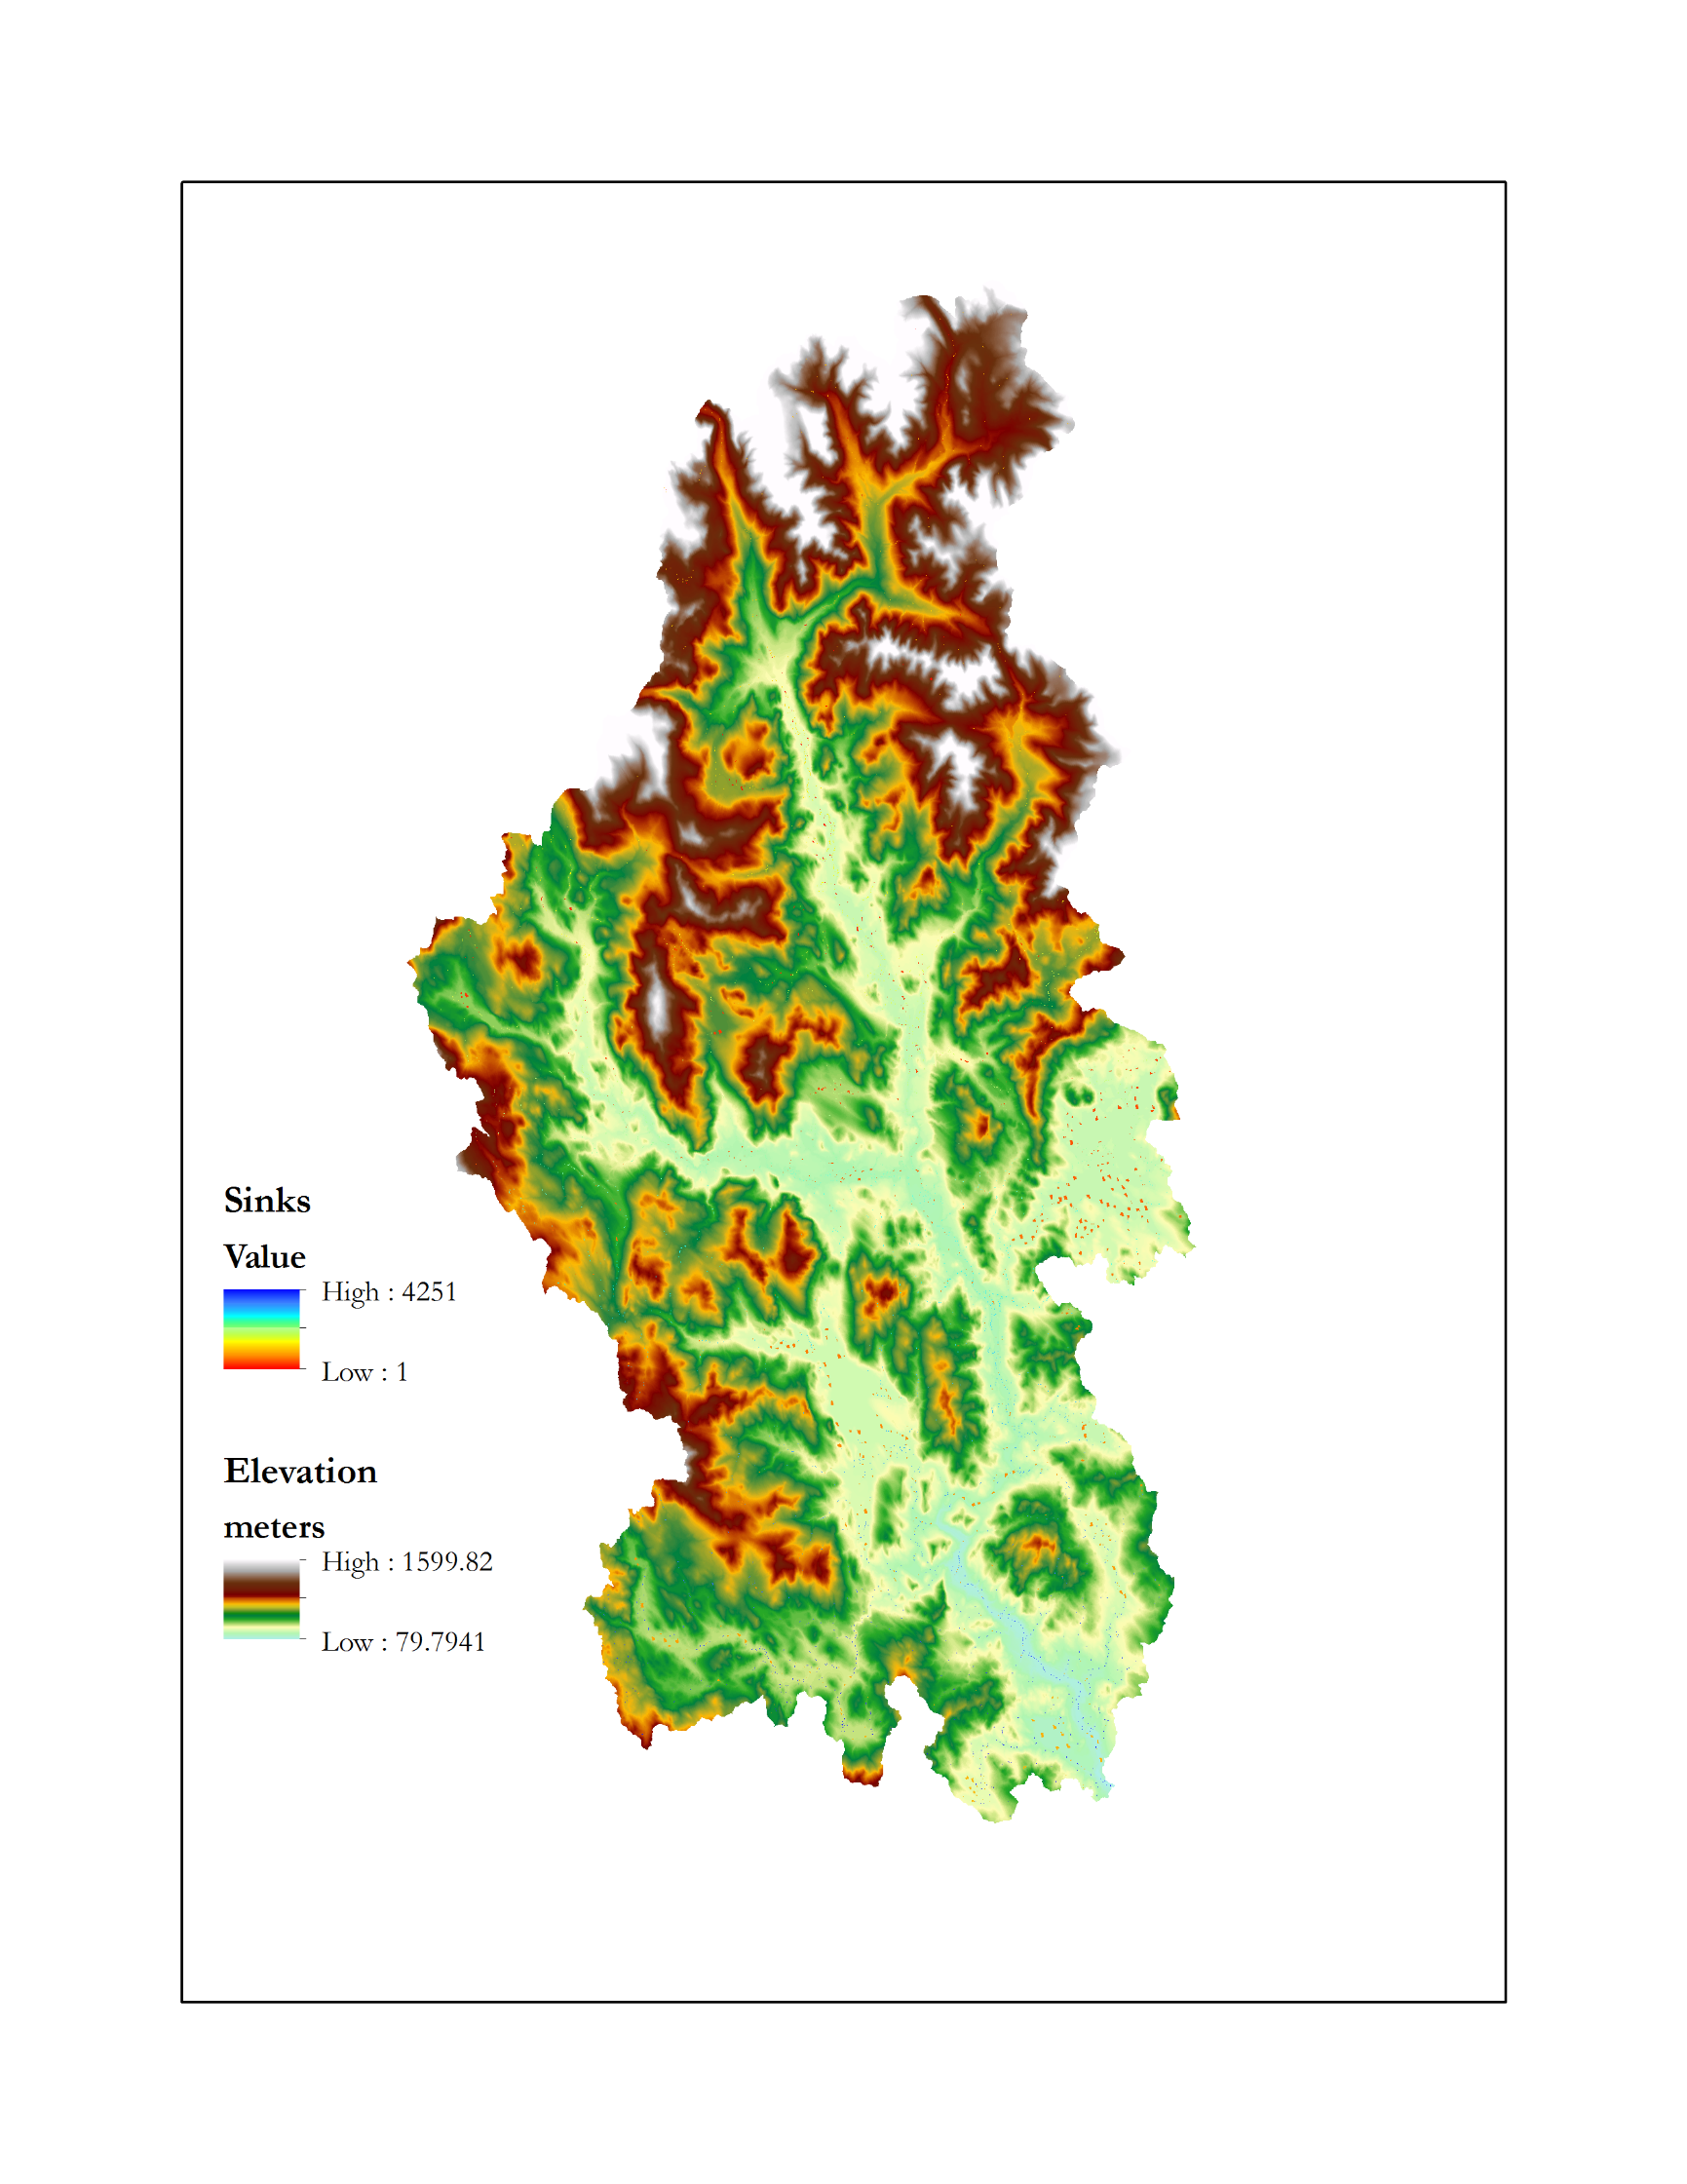 Sinks
Value
High : 4251
Low : 1
Elevation
meters
High : 1599.82
Low : 79.7941